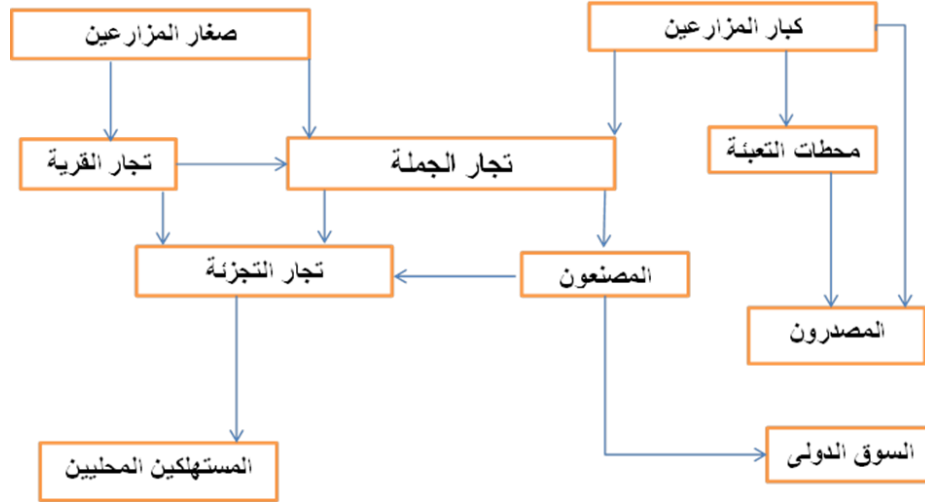 كبار المزارعين
صغار المزارعين
محطات التعبئة
تجار الجملة
تجار القرية
المصنعون
تجار التجزئة
المصدرون
السوق الدولى
المستهلكين المحليين